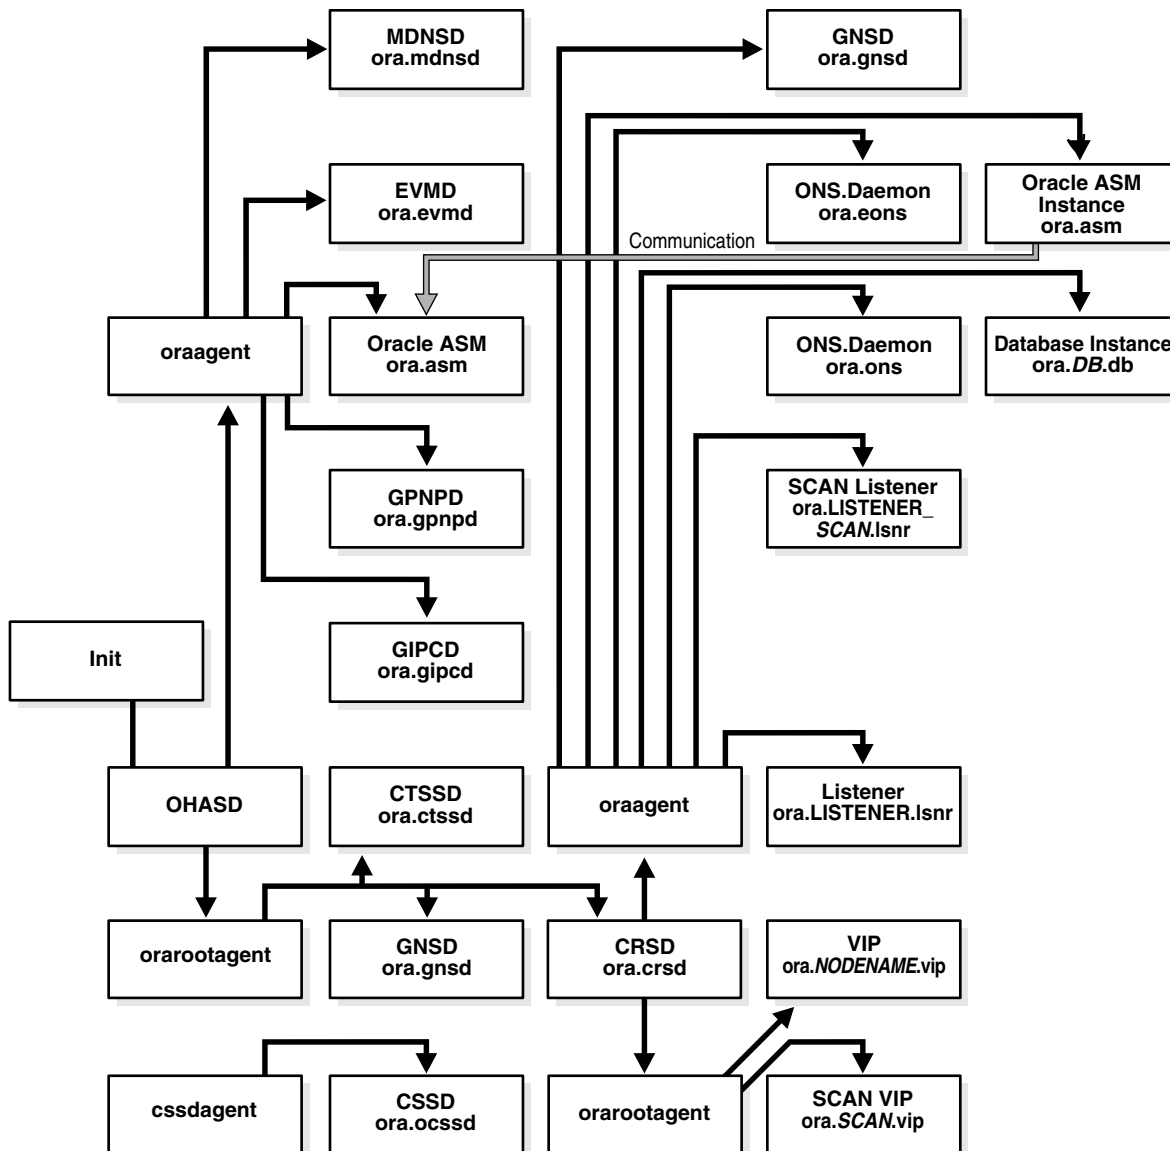 MDNSD
ora.mdnsd
GNSD
ora.gnsd
EVMD
ora.evmd
ONS.Daemon
ora.eons
Oracle ASM
Instance
ora.asm
Communication
oraagent
Oracle ASM
ora.asm
ONS.Daemon
ora.ons
Database Instance
ora.DB.db
GPNPD
ora.gpnpd
SCAN Listener
ora.LISTENER_
SCAN.lsnr
Init
GIPCD
ora.gipcd
OHASD
CTSSD
ora.ctssd
oraagent
Listener
ora.LISTENER.lsnr
orarootagent
GNSD
ora.gnsd
CRSD
ora.crsd
VIP
ora.NODENAME.vip
cssdagent
CSSD
ora.ocssd
orarootagent
SCAN VIP
ora.SCAN.vip